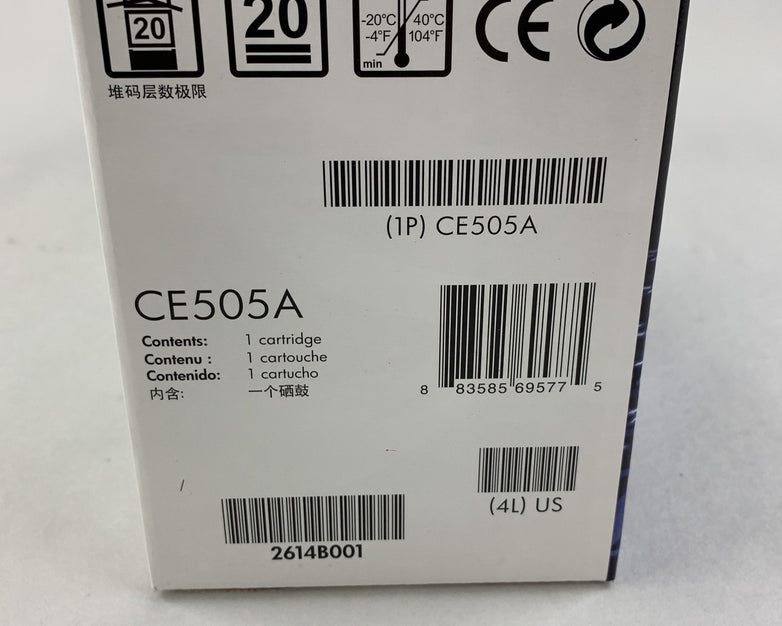 20
20
-20°C
-4°F
40°C
104°F
min
CE
堆码层数极限
(1P) CE505A
CE505A
Contents: 1 cartridge
Contenu : 1 cartouche
Contenido: 1 cartucho
内含: 一个硒鼓
8 83585 69577 5
(4L) US
2614B001